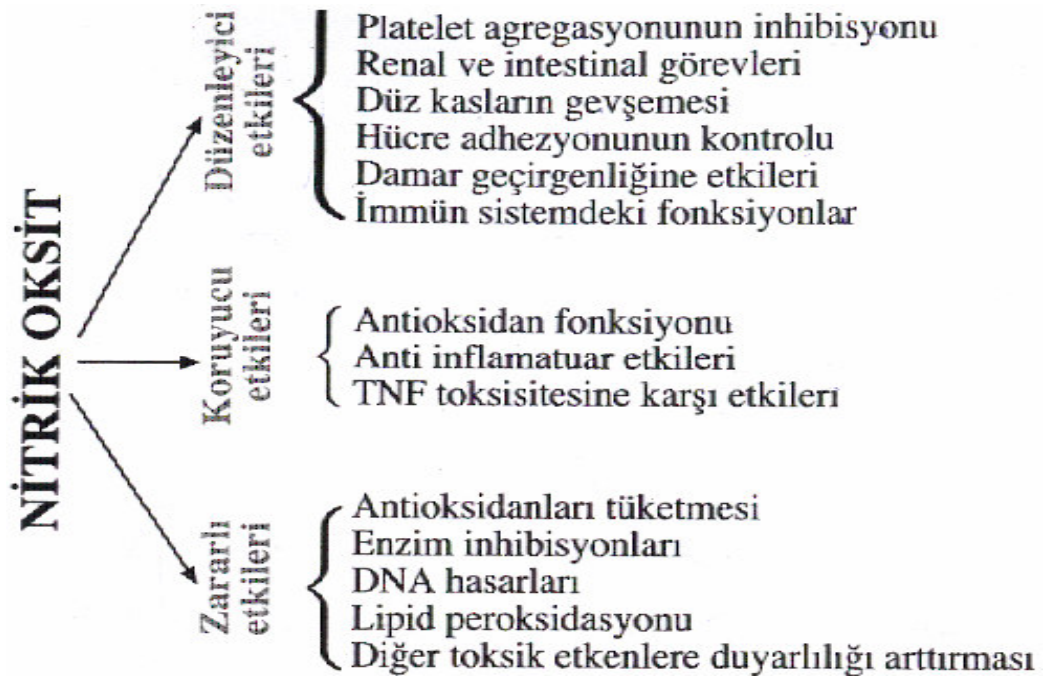 NİTRİK OKSİT
Düzenleyici
etkileri
Platelet agregasyonunun inhibisyonu
Renal ve intestinal görevleri
Düz kasların gevşemesi
Hücre adhezyonunun kontrolu
Damar geçirgenliğine etkileri
İmmün sistemdeki fonksiyonlar
Koruyucu
etkileri
Antioksidan fonksiyonu
Anti inflamatuar etkileri
TNF toksisitesine karşı etkileri
Zararlı
etkileri
Antioksidanları tüketmesi
Enzim inhibisyonları
DNA hasarları
Lipid peroksidasyonu
Diğer toksik etkenlere duyarlılığı arttırması